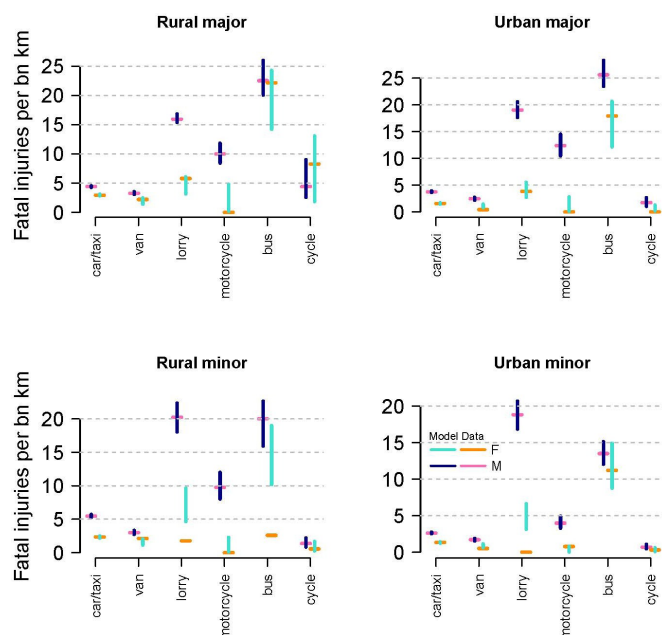 Rural major
Urban major
Fatal injuries per bn km
25
20
15
10
5
0
car/taxi
van
lorry
motorcycle
bus
cycle
25
20
15
10
5
0
car/taxi
van
lorry
motorcycle
bus
cycle
Rural minor
Urban minor
Fatal injuries per bn km
20
15
10
5
0
car/taxi
van
lorry
motorcycle
bus
cycle
20
15
10
5
0
Model Data
F
M
car/taxi
van
lorry
motorcycle
bus
cycle